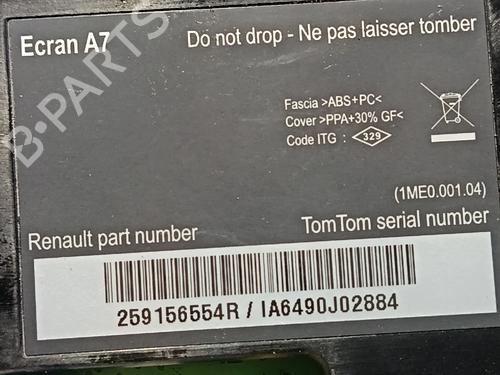 Ecran A7
Do not drop - Ne pas laisser tomber
Fascia >ABS+PC<
Cover >PPA+30% GF<
Code ITG : 329
(1ME0.001.04)
Renault part number
TomTom serial number
259156554R / IA6490J02884
B-PARTS